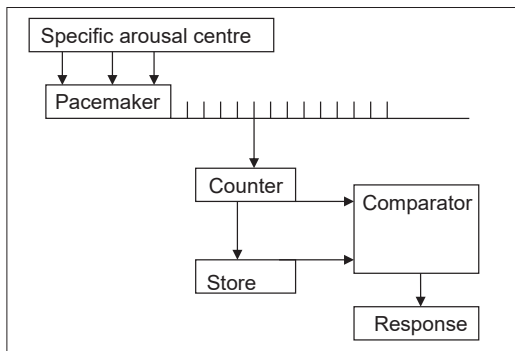 Specific arousal centre
Pacemaker
Counter
Comparator
Store
Response